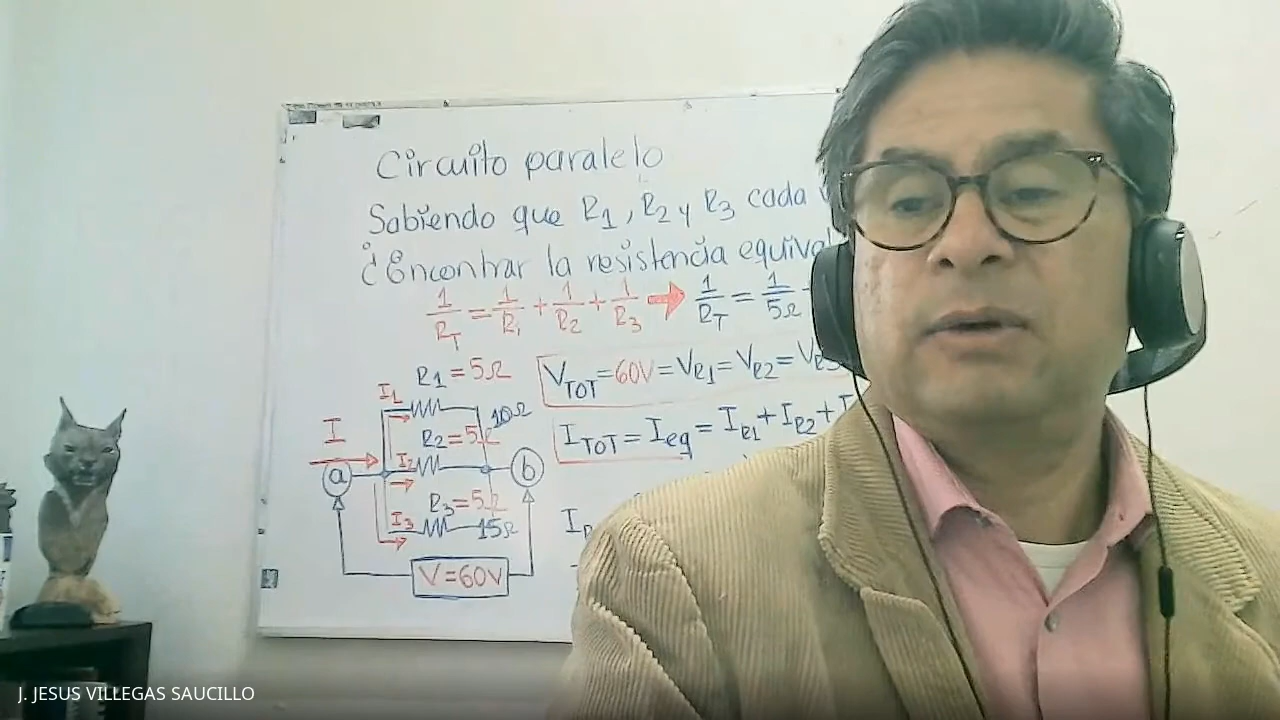 Circuito paralelo
Sabiendo que R1, R2 y R3 cada
¿Encontrar la resistencia equival
1/RT = 1/R1 + 1/R2 + 1/R3 → 1/RT = 1/5Ω
R1 = 5Ω
VTOT = 60V = VR1 = VR2 = VR3
I1
10Ω
I
R2 = 5Ω
ITOT = Ieq = IR1 + IR2 +
a
I2
b
R3 = 5Ω
I3
15Ω
V = 60V
J. JESUS VILLEGAS SAUCILLO